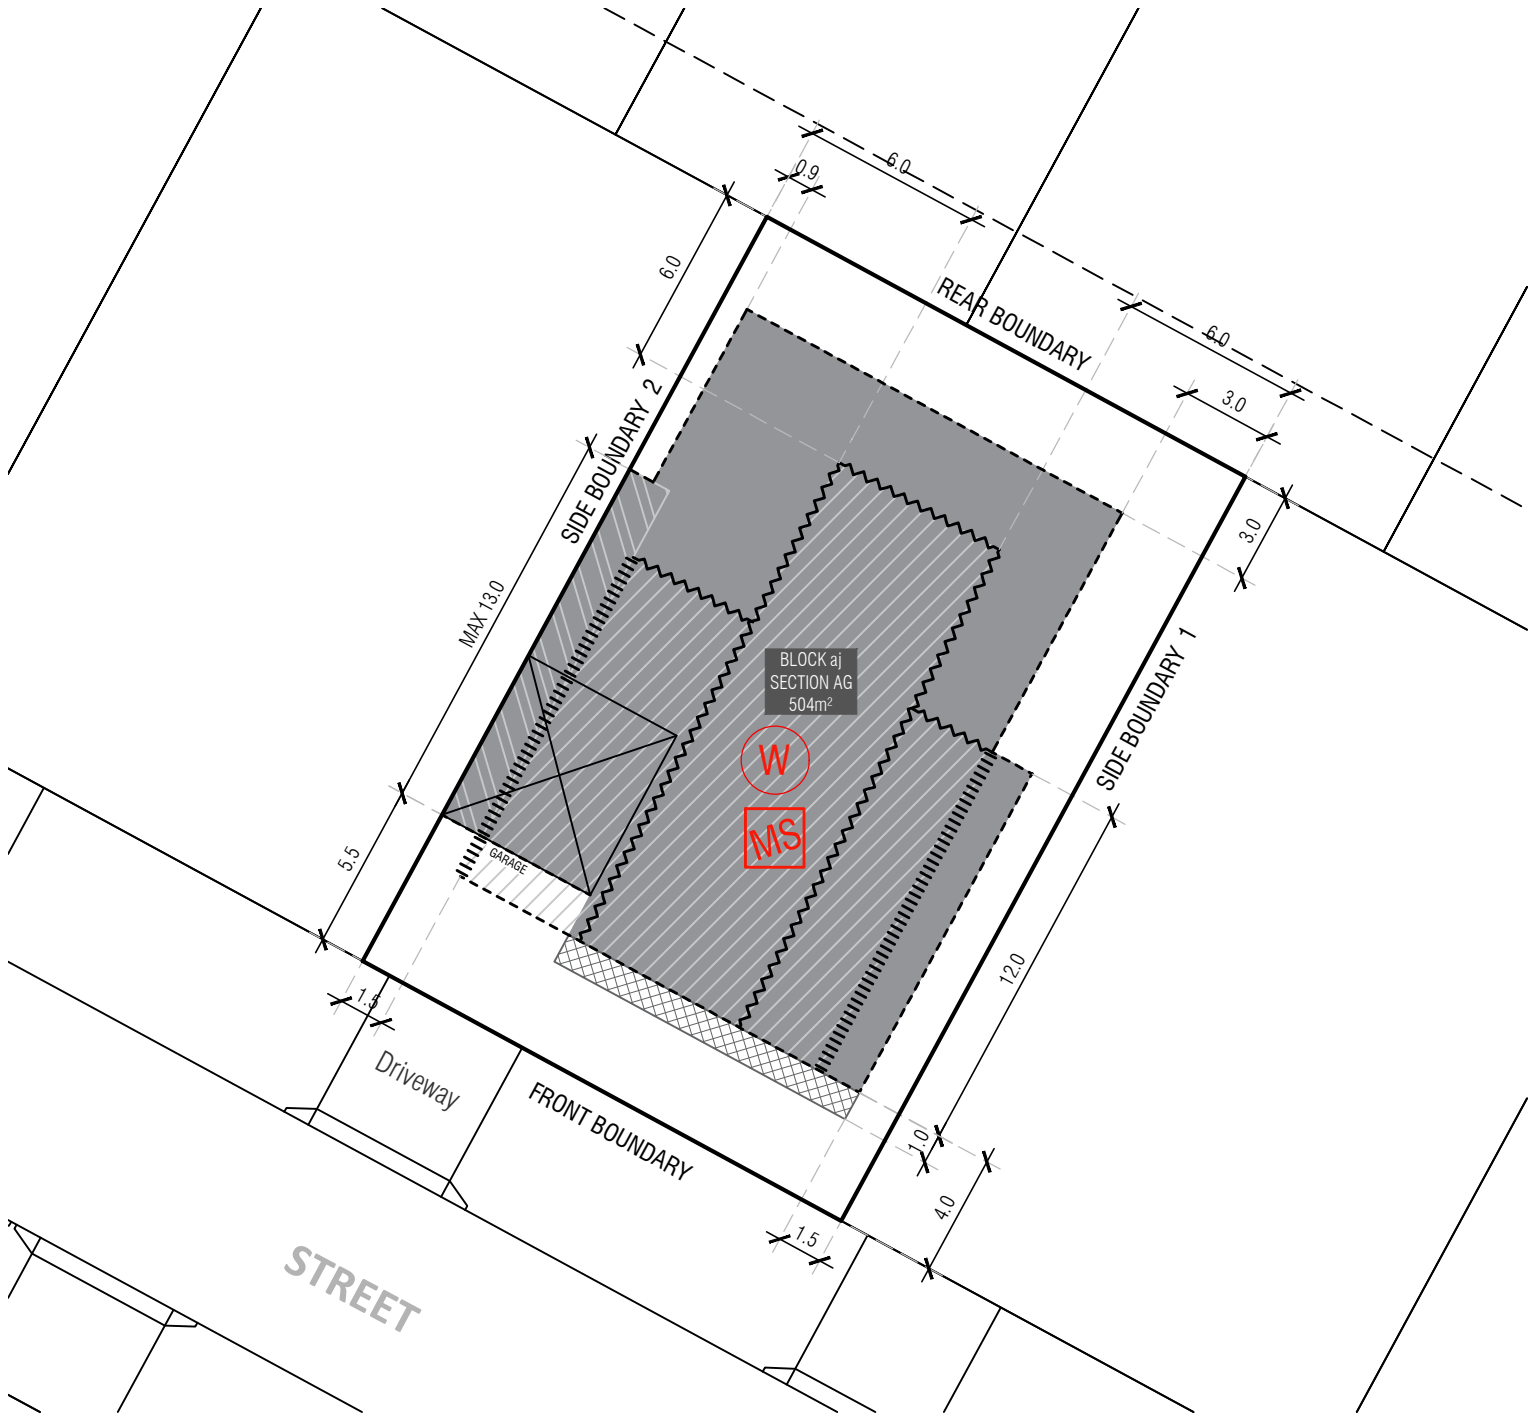 6.0
0.9
6.0
REAR BOUNDARY
6.0
3.0
SIDE BOUNDARY 2
3.0
MAX 13.0
BLOCK aj
SECTION AG
504m²
SIDE BOUNDARY 1
W
MS
5.5
GARAGE
12.0
1.5
Driveway
FRONT BOUNDARY
1.0
4.0
1.5
STREET